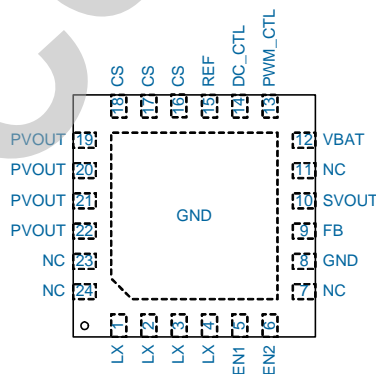 CS CS CS REF DC_CTL PWM_CTL
18 17 16 15 14 13
PVOUT 19 12 VBAT
PVOUT 20 11 NC
PVOUT 21 10 SVOUT
GND
PVOUT 22 9 FB
NC 23 8 GND
NC 24 7 NC
1 2 3 4 5 6
LX LX LX LX EN1 EN2